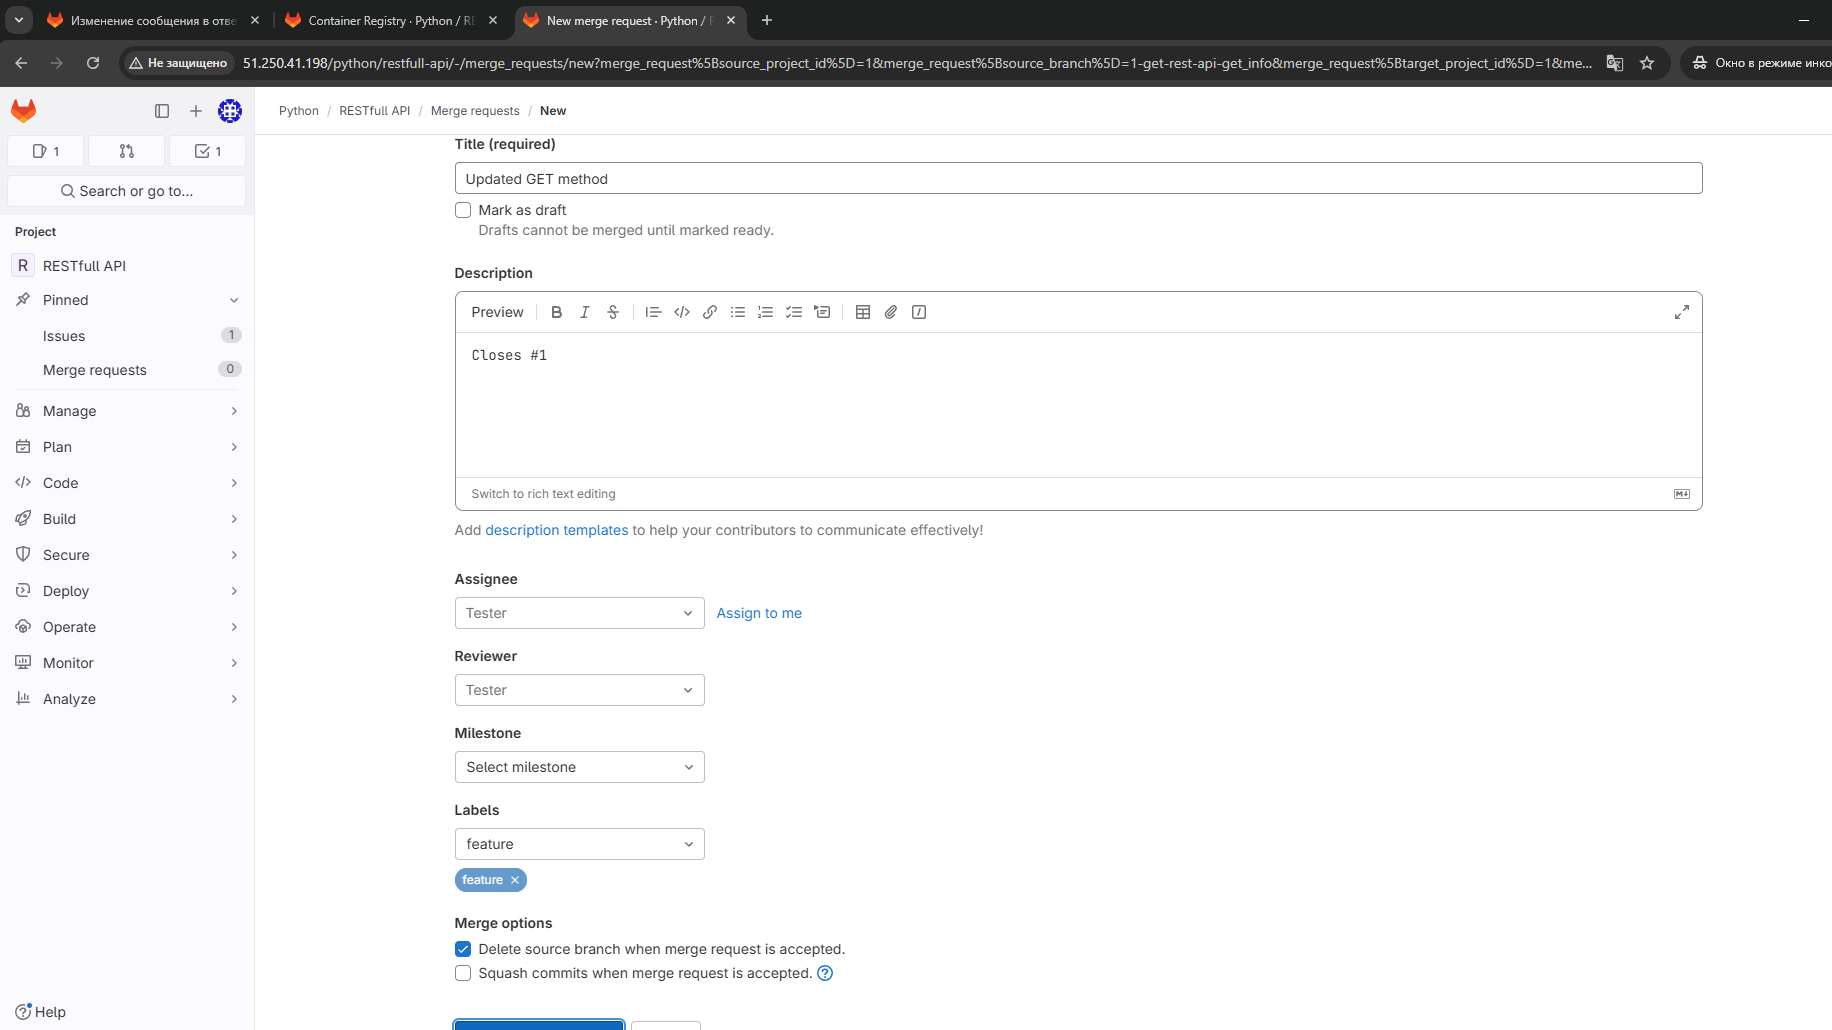 Изменение сообщения в отве
Container Registry · Python / RE
New merge request · Python / R
Не защищено
51.250.41.198/python/restfull-api/-/merge_requests/new?merge_request%5Bsource_project_id%5D=1&merge_request%5Bsource_branch%5D=1-get-rest-api-get_info&merge_request%5Btarget_project_id%5D=1&me...
Окно в режиме инко
Python / RESTfull API / Merge requests / New
1
1
Search or go to...
Project
R RESTfull API
Pinned
Issues 1
Merge requests 0
Manage
Plan
Code
Build
Secure
Deploy
Operate
Monitor
Analyze
Help
Title (required)
Updated GET method
Mark as draft
Drafts cannot be merged until marked ready.
Description
Preview
Closes #1
Switch to rich text editing
Add description templates to help your contributors to communicate effectively!
Assignee
Tester Assign to me
Reviewer
Tester
Milestone
Select milestone
Labels
feature
feature
Merge options
Delete source branch when merge request is accepted.
Squash commits when merge request is accepted.